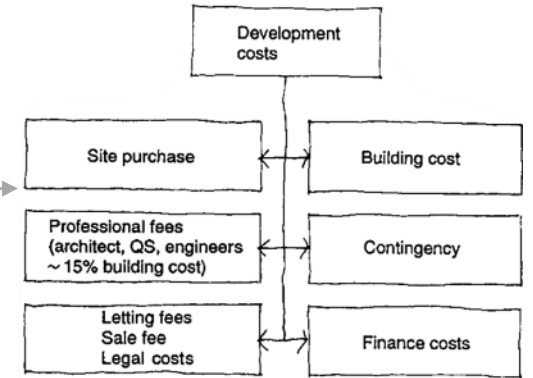 Development
costs
Site purchase
Building cost
Professional fees
(architect, QS, engineers
~ 15% building cost)
Contingency
Letting fees
Sale fee
Legal costs
Finance costs